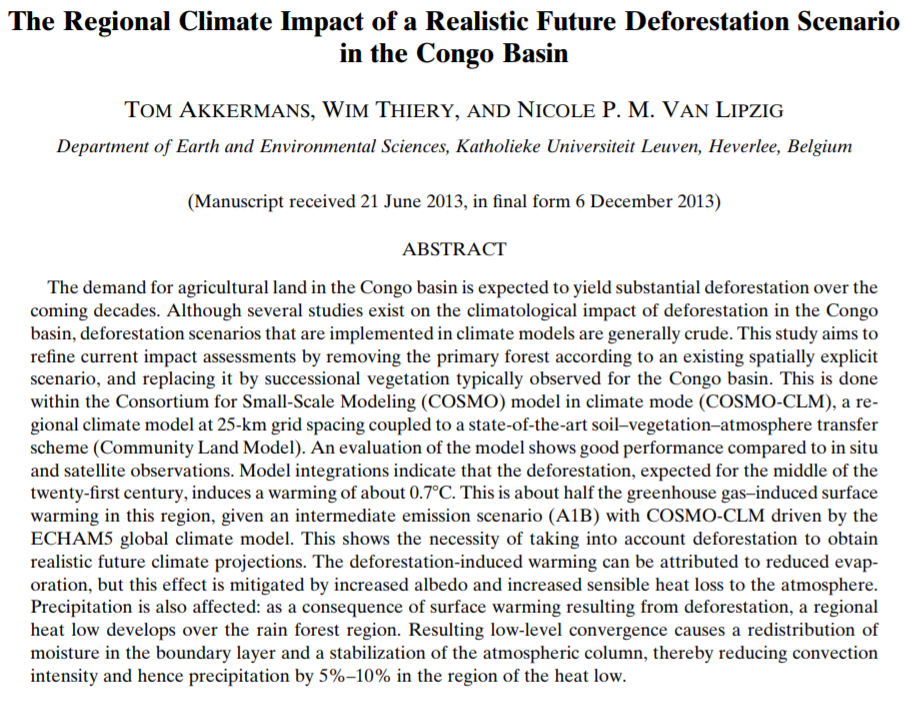 The Regional Climate Impact of a Realistic Future Deforestation Scenario
in the Congo Basin
TOM AKKERMANS, WIM THIERY, AND NICOLE P. M. VAN LIPZIG
Department of Earth and Environmental Sciences, Katholieke Universiteit Leuven, Heverlee, Belgium
(Manuscript received 21 June 2013, in final form 6 December 2013)
ABSTRACT
The demand for agricultural land in the Congo basin is expected to yield substantial deforestation over the
coming decades. Although several studies exist on the climatological impact of deforestation in the Congo
basin, deforestation scenarios that are implemented in climate models are generally crude. This study aims to
refine current impact assessments by removing the primary forest according to an existing spatially explicit
scenario, and replacing it by successional vegetation typically observed for the Congo basin. This is done
within the Consortium for Small-Scale Modeling (COSMO) model in climate mode (COSMO-CLM), a re-
gional climate model at 25-km grid spacing coupled to a state-of-the-art soil–vegetation–atmosphere transfer
scheme (Community Land Model). An evaluation of the model shows good performance compared to in situ
and satellite observations. Model integrations indicate that the deforestation, expected for the middle of the
twenty-first century, induces a warming of about 0.7°C. This is about half the greenhouse gas–induced surface
warming in this region, given an intermediate emission scenario (A1B) with COSMO-CLM driven by the
ECHAM5 global climate model. This shows the necessity of taking into account deforestation to obtain
realistic future climate projections. The deforestation-induced warming can be attributed to reduced evap-
oration, but this effect is mitigated by increased albedo and increased sensible heat loss to the atmosphere.
Precipitation is also affected: as a consequence of surface warming resulting from deforestation, a regional
heat low develops over the rain forest region. Resulting low-level convergence causes a redistribution of
moisture in the boundary layer and a stabilization of the atmospheric column, thereby reducing convection
intensity and hence precipitation by 5%–10% in the region of the heat low.